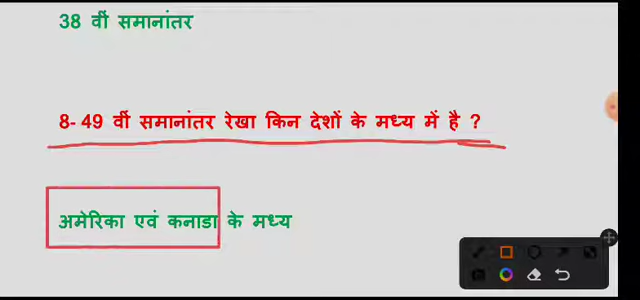 38 वीं समानांतर
8- 49 वीं समानांतर रेखा किन देशों के मध्य में है ?
अमेरिका एवं कनाडा के मध्य